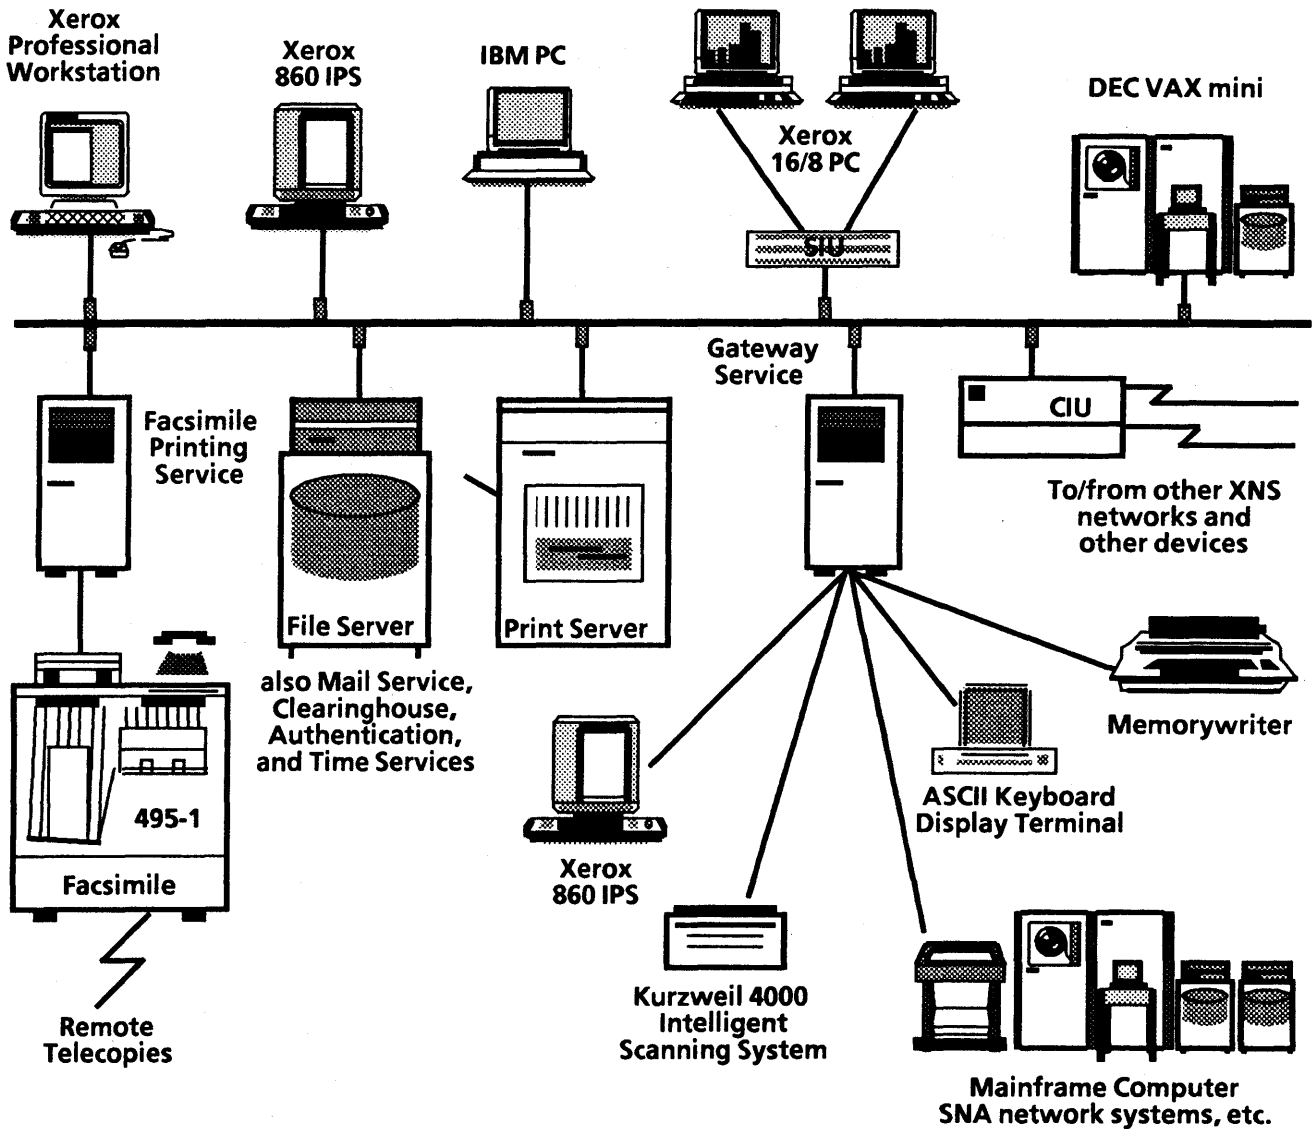 Xerox
Professional
Workstation
Xerox
860 IPS
IBM PC
Xerox
16/8 PC
DEC VAX mini
SIU
Gateway
Service
Facsimile
Printing
Service
CIU
To/from other XNS
networks and
other devices
File Server
Print Server
also Mail Service,
Clearinghouse,
Authentication,
and Time Services
Memorywriter
ASCII Keyboard
Display Terminal
495-1
Facsimile
Xerox
860 IPS
Kurzweil 4000
Intelligent
Scanning System
Remote
Telecopies
Mainframe Computer
SNA network systems, etc.